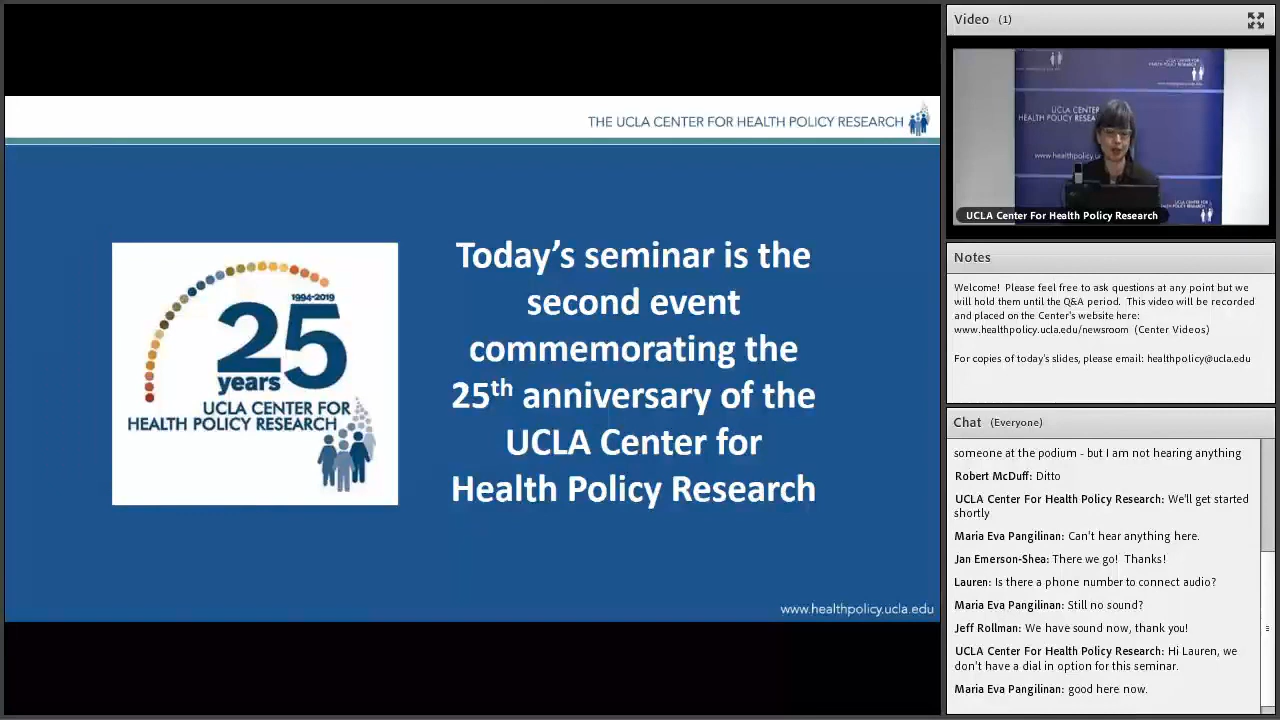 THE UCLA CENTER FOR HEALTH POLICY RESEARCH
1994-2019
25
years
UCLA CENTER FOR
HEALTH POLICY RESEARCH
Today’s seminar is the
second event
commemorating the
25th anniversary of the
UCLA Center for
Health Policy Research
www.healthpolicy.ucla.edu
Video (1)
UCLA CENTER
HEALTH POLICY
www.healthpolicy.u
UCLA Center For Health Policy Research
Notes
Welcome! Please feel free to ask questions at any point but we
will hold them until the Q&A period. This video will be recorded
and placed on the Center's website here:
www.healthpolicy.ucla.edu/newsroom (Center Videos)
For copies of today's slides, please email: healthpolicy@ucla.edu
Chat (Everyone)
someone at the podium - but I am not hearing anything
Robert McDuff: Ditto
UCLA Center For Health Policy Research: We'll get started
shortly
Maria Eva Pangilinan: Can't hear anything here.
Jan Emerson-Shea: There we go! Thanks!
Lauren: Is there a phone number to connect audio?
Maria Eva Pangilinan: Still no sound?
Jeff Rollman: We have sound now, thank you!
UCLA Center For Health Policy Research: Hi Lauren, we
don't have a dial in option for this seminar.
Maria Eva Pangilinan: good here now.